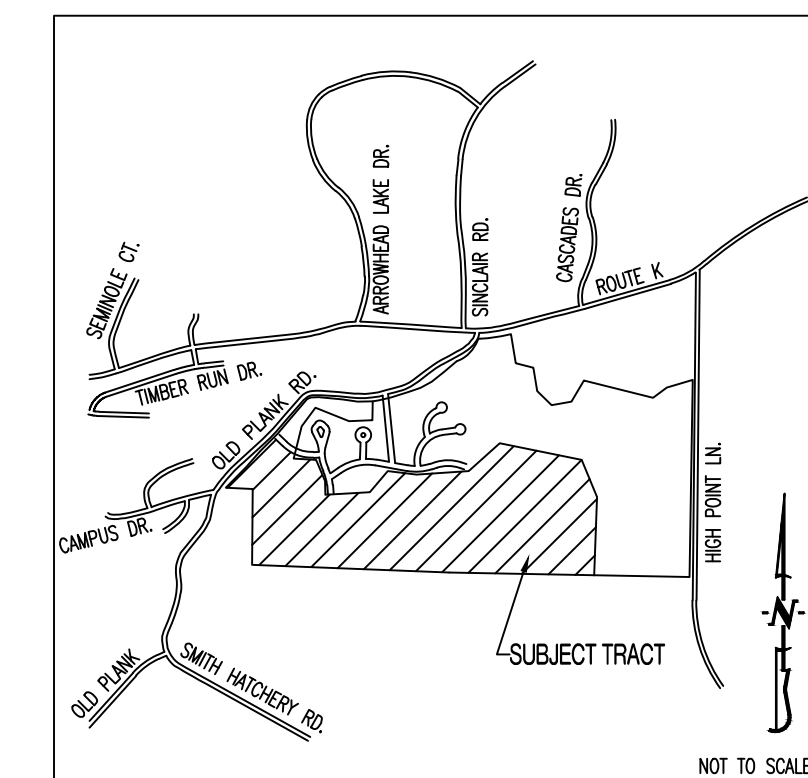 ARROWHEAD LAKE DR.
SINCLAIR RD.
CASCADES DR.
ROUTE K
SEMINOLE CT.
TIMBER RUN DR.
OLD PLANK RD.
CAMPUS DR.
HIGH POINT LN.
SUBJECT TRACT
OLD PLANK
SMITH HATCHERY RD.
N
NOT TO SCALE